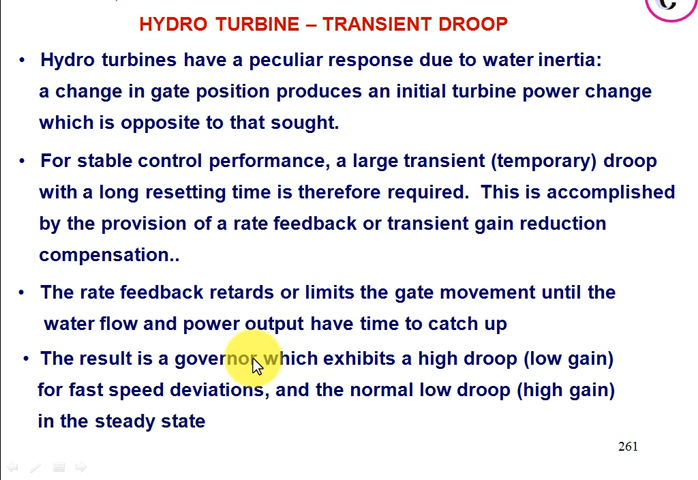 HYDRO TURBINE – TRANSIENT DROOP
• Hydro turbines have a peculiar response due to water inertia:
a change in gate position produces an initial turbine power change
which is opposite to that sought.
• For stable control performance, a large transient (temporary) droop
with a long resetting time is therefore required. This is accomplished
by the provision of a rate feedback or transient gain reduction
compensation..
• The rate feedback retards or limits the gate movement until the
water flow and power output have time to catch up
• The result is a governor which exhibits a high droop (low gain)
for fast speed deviations, and the normal low droop (high gain)
in the steady state
261